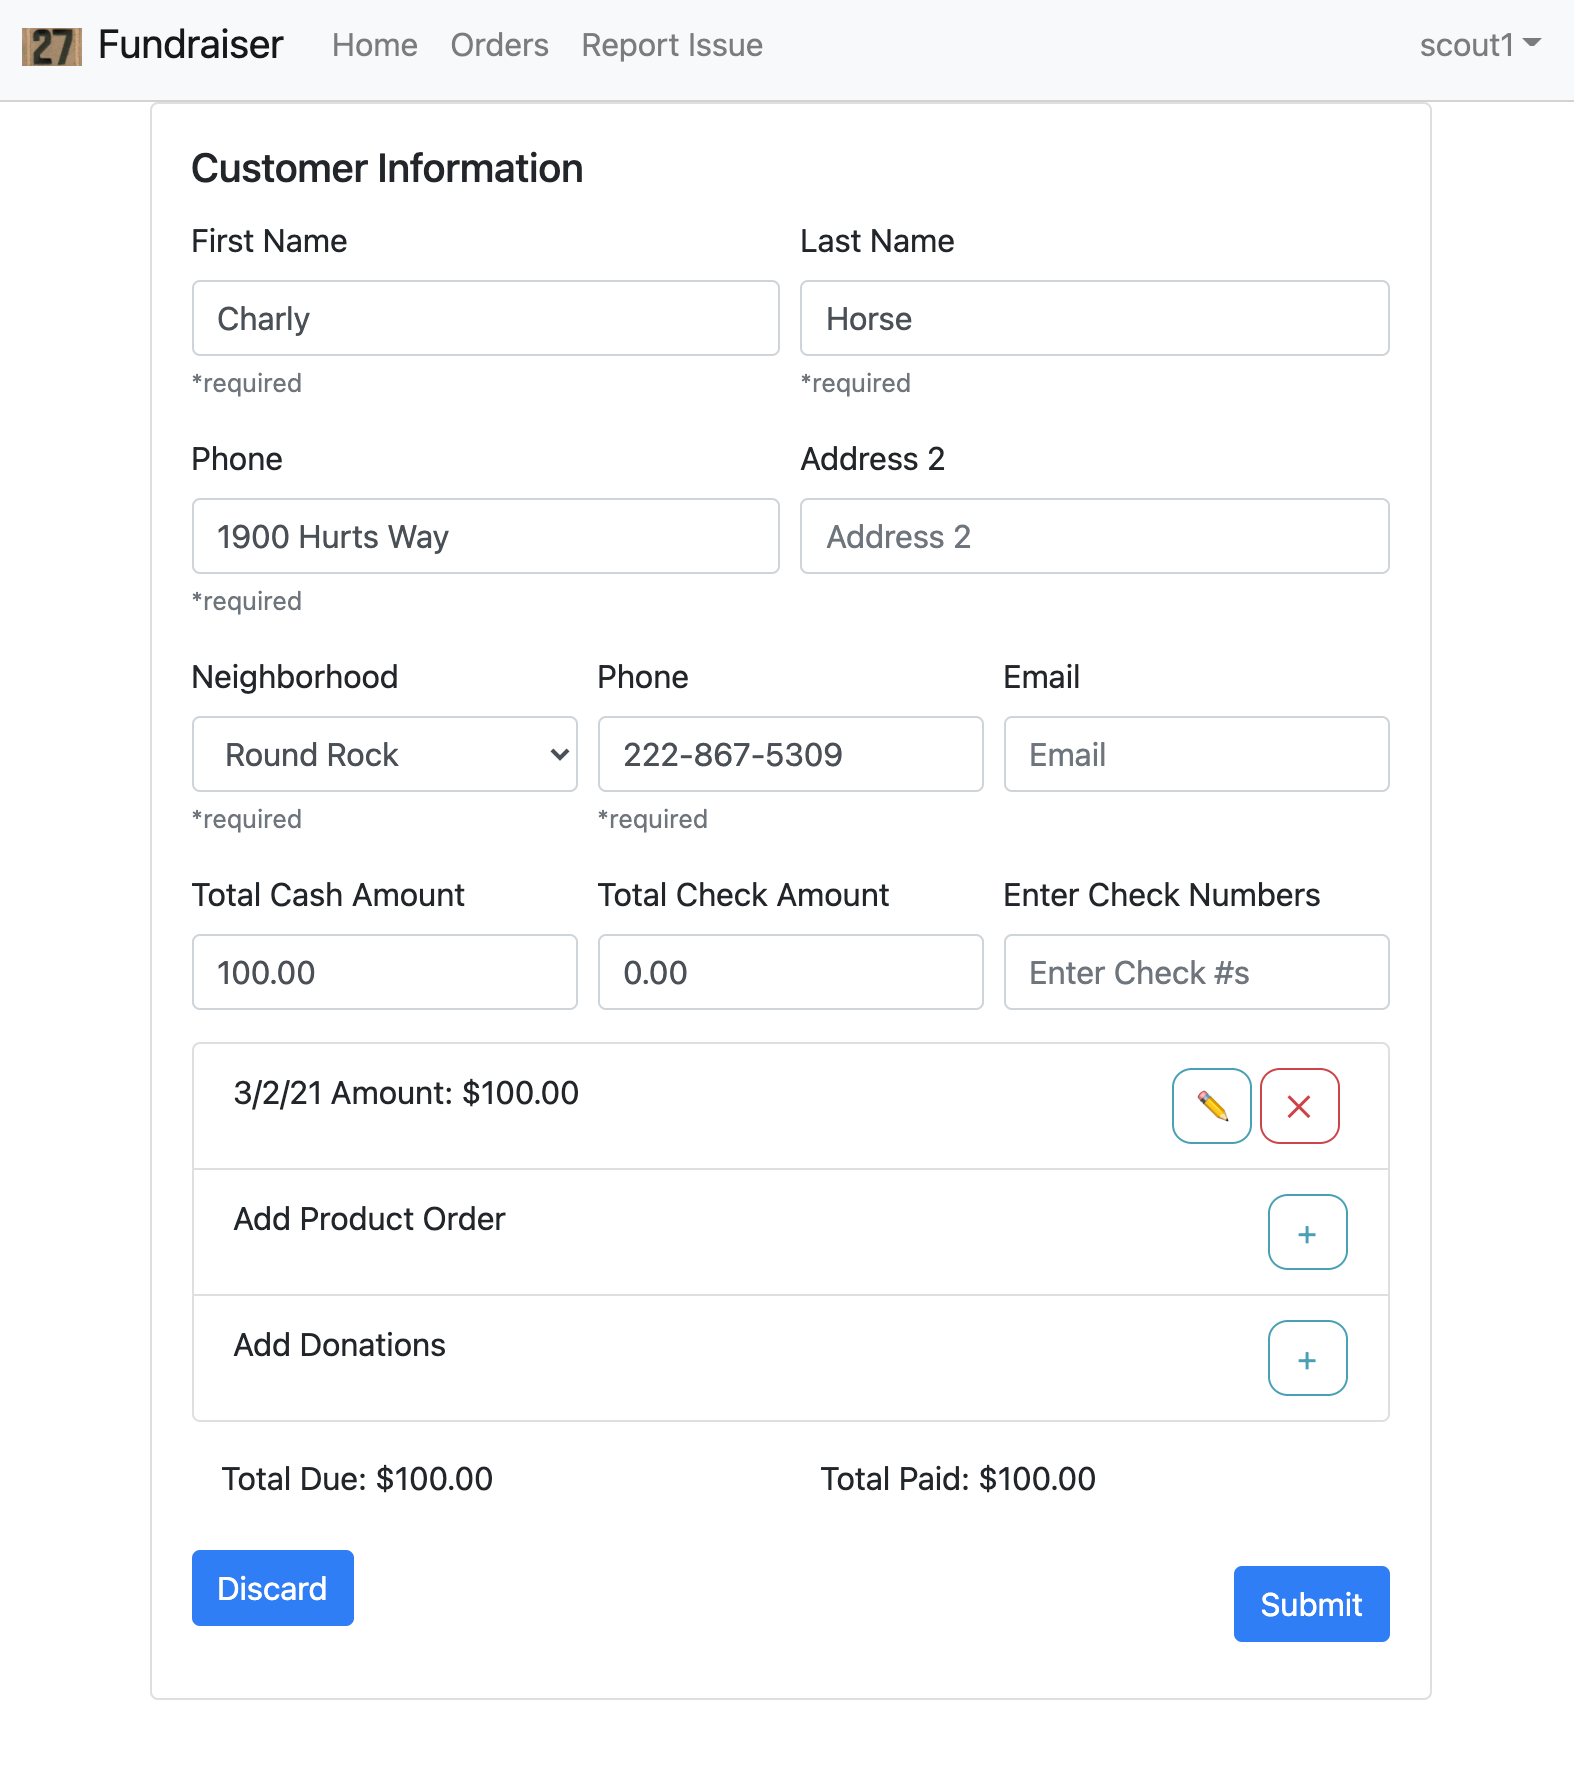 27 Fundraiser Home Orders Report Issue scout1
Customer Information
First Name Last Name
Charly Horse
*required *required
Phone Address 2
1900 Hurts Way Address 2
*required
Neighborhood Phone Email
Round Rock 222-867-5309 Email
*required *required
Total Cash Amount Total Check Amount Enter Check Numbers
100.00 0.00 Enter Check #s
3/2/21 Amount: $100.00
Add Product Order +
Add Donations +
Total Due: $100.00 Total Paid: $100.00
Discard
Submit